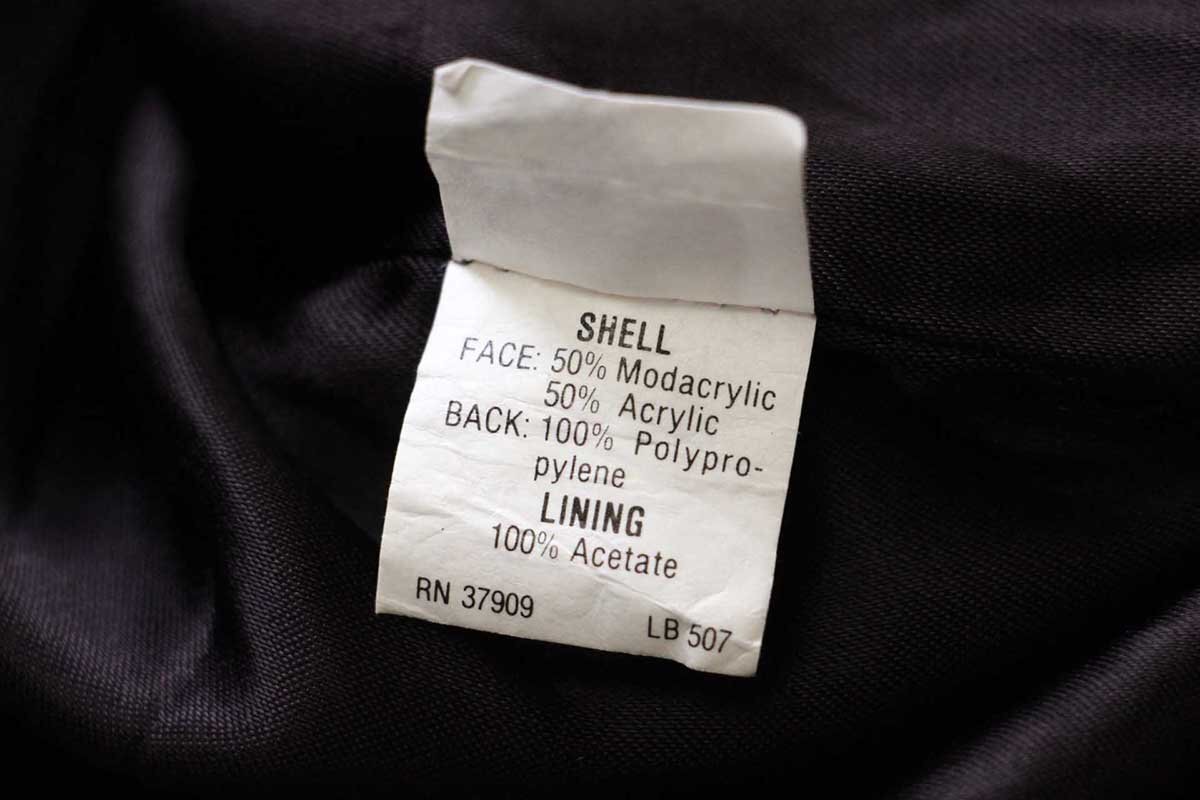 SHELL
FACE: 50% Modacrylic
50% Acrylic
BACK: 100% Polypro-
pylene
LINING
100% Acetate
RN 37909
LB 507